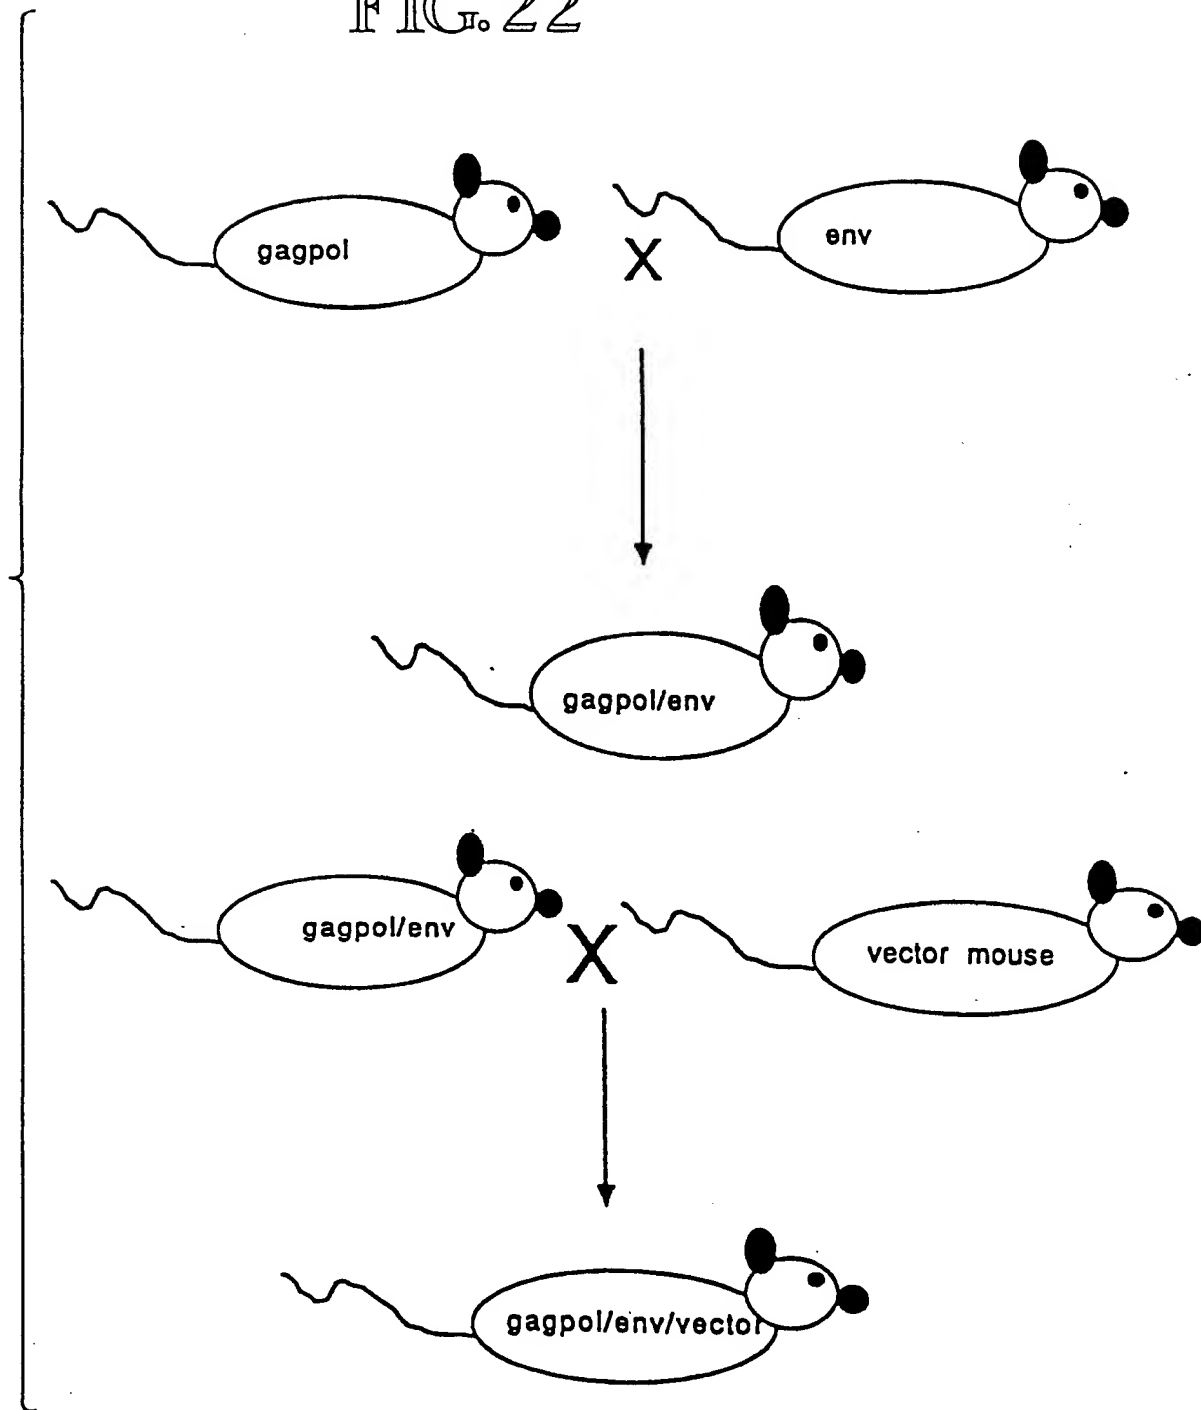 FIG. 22
gagpol
X
env
gagpol/env
gagpol/env
X
vector mouse
gagpol/env/vector